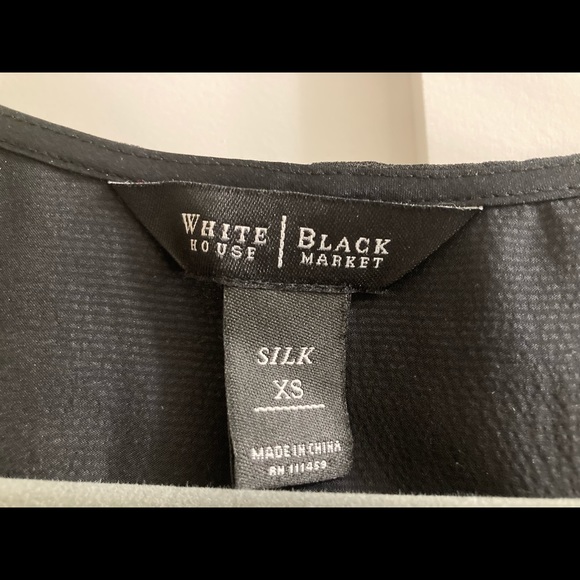 WHITE | BLACK
HOUSE | MARKET
SILK
XS
MADE IN CHINA
RN 111459